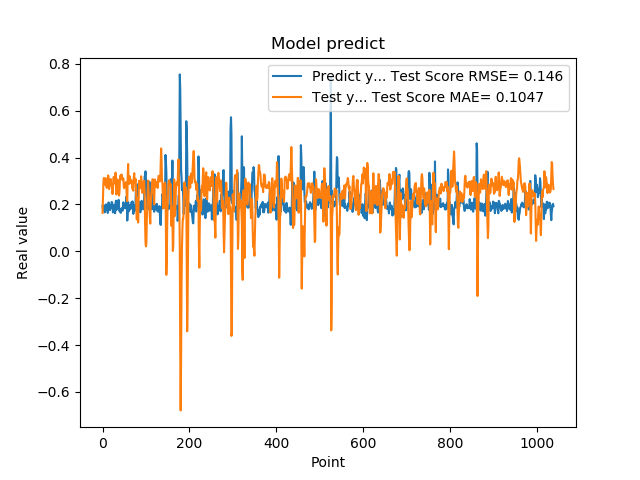 Model predict
Predict y... Test Score RMSE= 0.146
Test y... Test Score MAE= 0.1047
0.8
0.6
0.4
0.2
0.0
−0.2
−0.4
−0.6
Real value
0 200 400 600 800 1000
Point